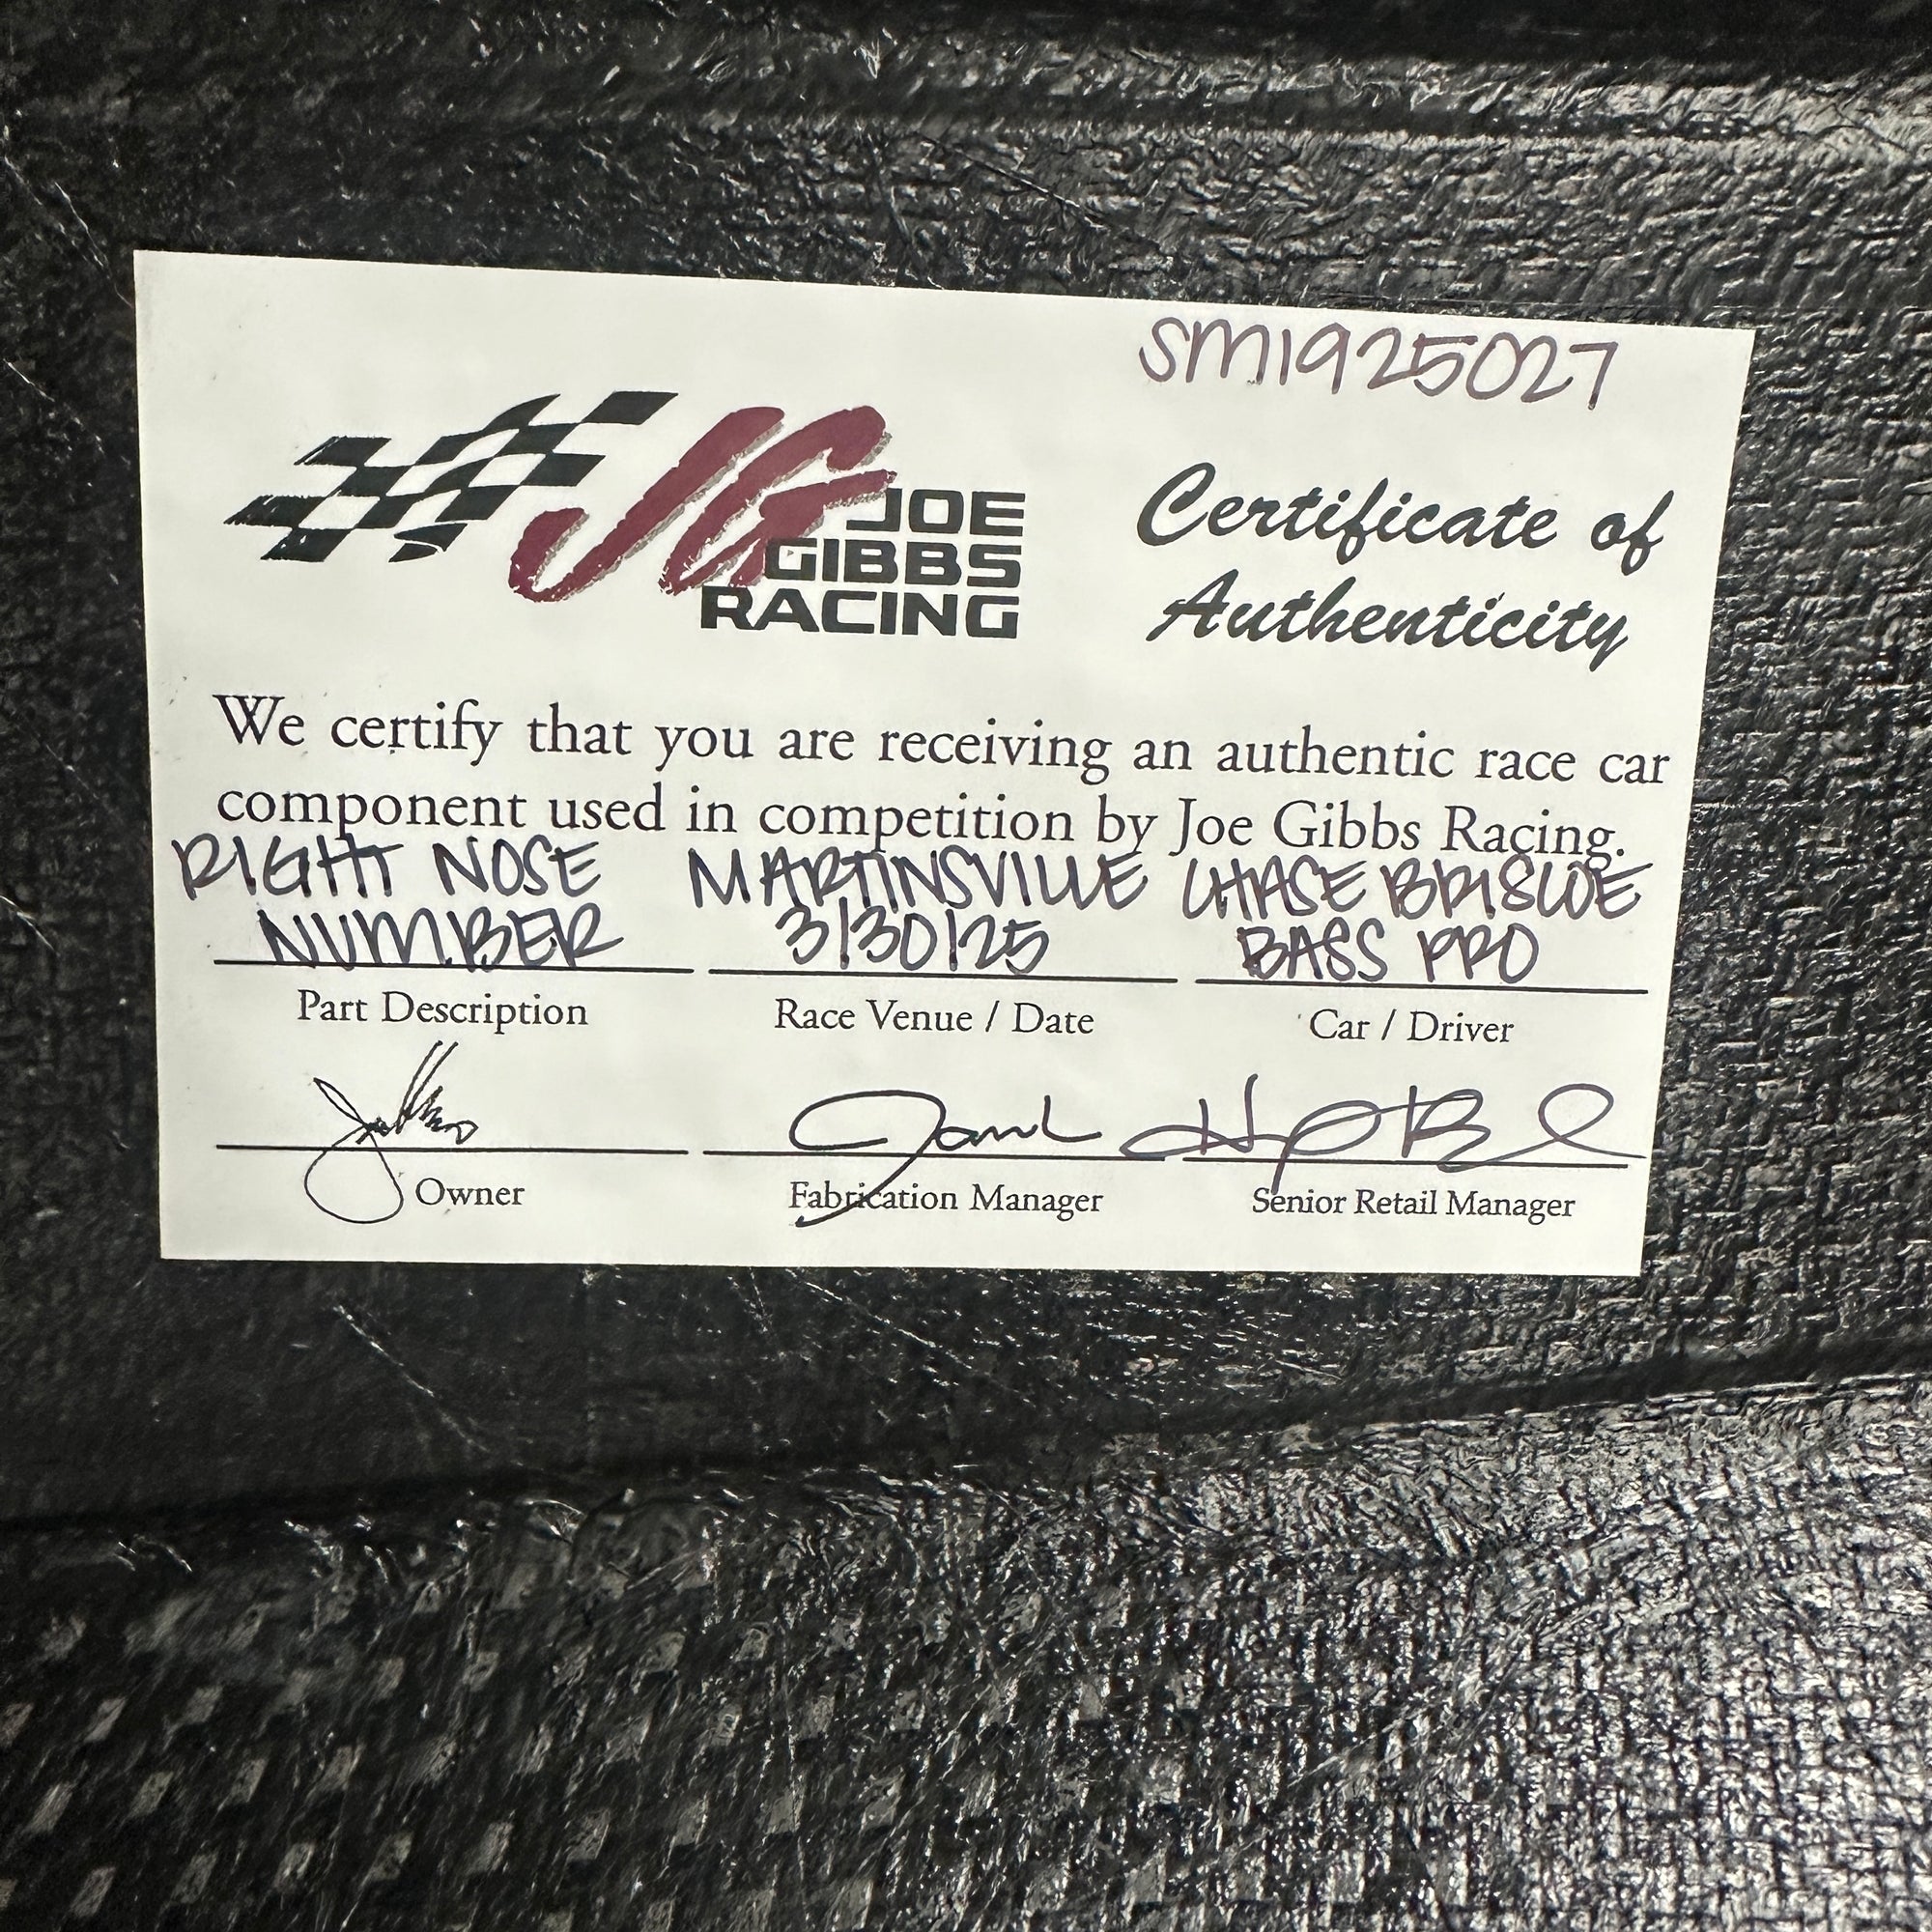 SM1925027
JG JOE
GIBBS
RACING
Certificate of
Authenticity
We certify that you are receiving an authentic race car
component used in competition by Joe Gibbs Racing.
RIGHT NOSE MARTINSVILLE CHASE BRISCOE
NUMBER 3/30/25 BASS PRO
Part Description Race Venue / Date Car / Driver
Owner Fabrication Manager Senior Retail Manager